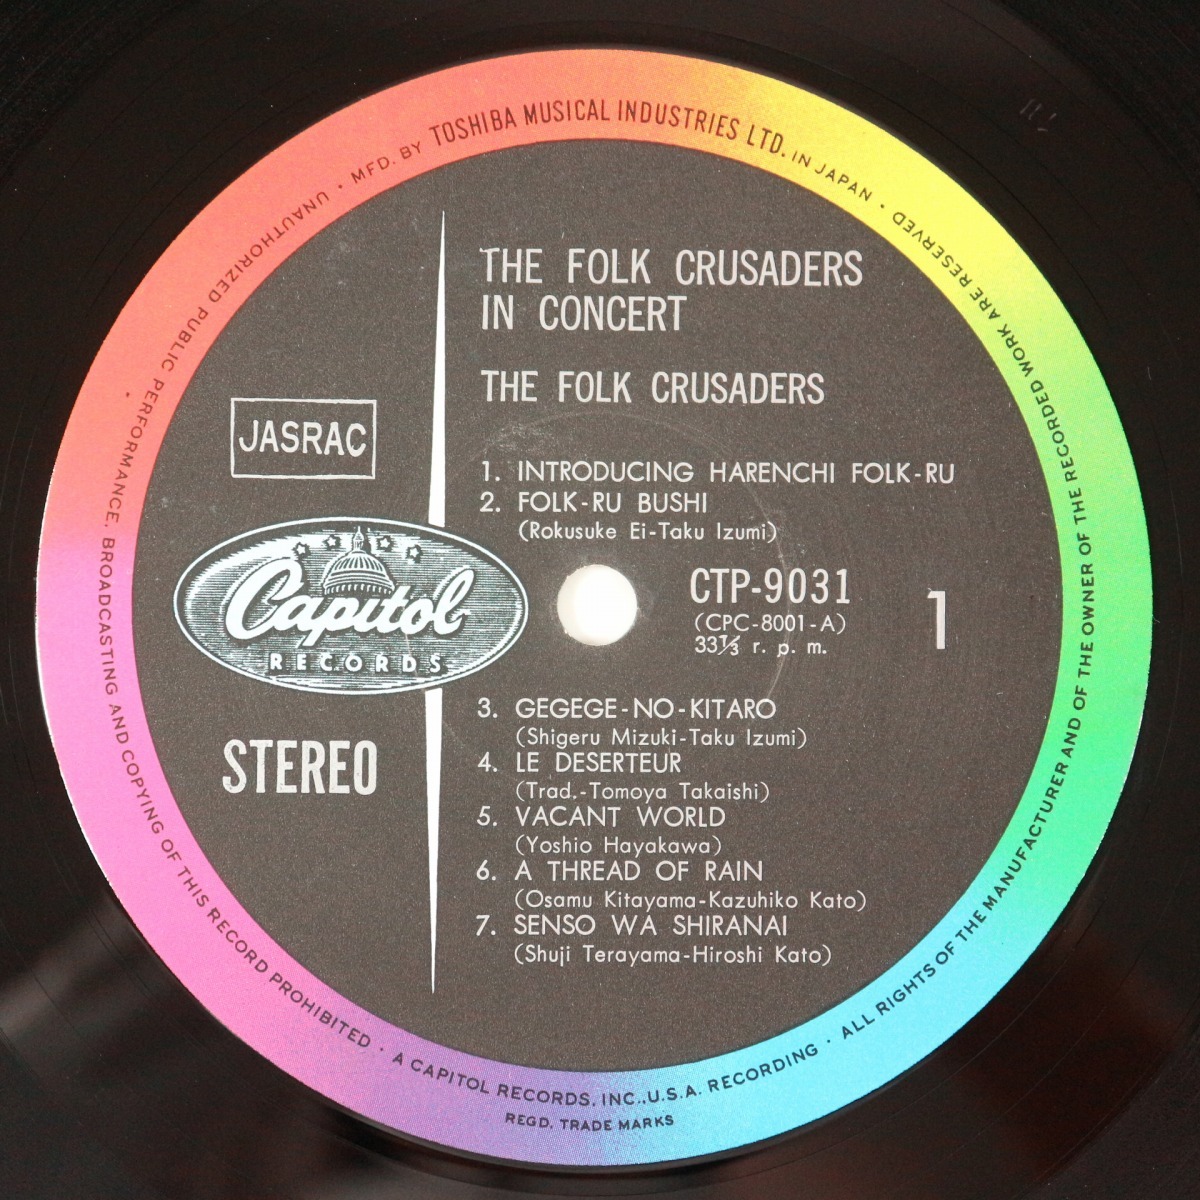 MFD. BY TOSHIBA MUSICAL INDUSTRIES LTD. IN JAPAN · ALL RIGHTS OF THE MANUFACTURER AND OF THE OWNER OF THE RECORDED WORK ARE RESERVED · UNAUTHORIZED PUBLIC PERFORMANCE, BROADCASTING AND COPYING OF THIS RECORD PROHIBITED · A CAPITOL RECORDS, INC.,U.S.A. RECORDING ·
REGD. TRADE MARKS
THE FOLK CRUSADERS
IN CONCERT
THE FOLK CRUSADERS
JASRAC
1. INTRODUCING HARENCHI FOLK-RU
2. FOLK-RU BUSHI
(Rokusuke Ei-Taku Izumi)
Capitol
RECORDS
CTP-9031
(CPC-8001-A)
33⅓ r. p. m.
1
STEREO
3. GEGEGE-NO-KITARO
(Shigeru Mizuki-Taku Izumi)
4. LE DESERTEUR
(Trad.-Tomoya Takaishi)
5. VACANT WORLD
(Yoshio Hayakawa)
6. A THREAD OF RAIN
(Osamu Kitayama-Kazuhiko Kato)
7. SENSO WA SHIRANAI
(Shuji Terayama-Hiroshi Kato)